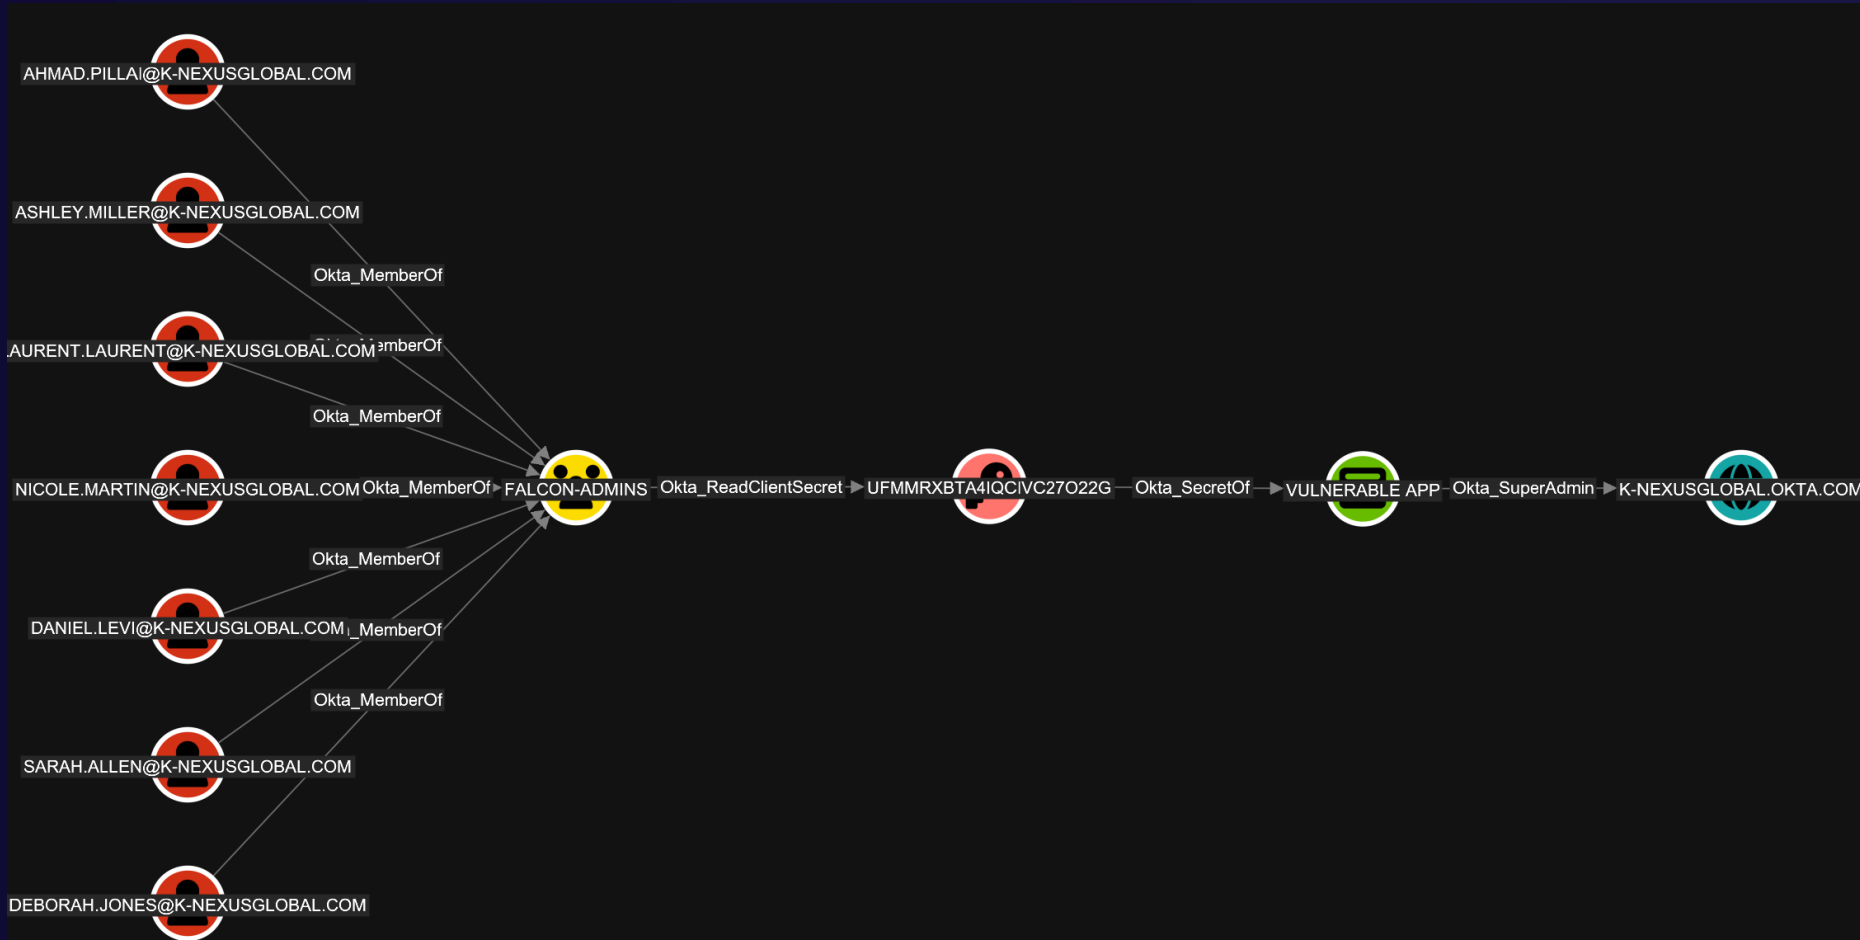 AHMAD.PILLAI@K-NEXUSGLOBAL.COM
ASHLEY.MILLER@K-NEXUSGLOBAL.COM
Okta_MemberOf
emberOf
.AURENT.LAURENT@K-NEXUSGLOBAL.COM
Okta_MemberOf
NICOLE.MARTIN@K-NEXUSGLOBAL.COM Okta_MemberOf FALCON-ADMINS Okta_ReadClientSecret UFMMRXBTA4IQCIVC27O22G Okta_SecretOf VULNERABLE APP Okta_SuperAdmin K-NEXUSGLOBAL.OKTA.COM
Okta_MemberOf
DANIEL.LEVI@K-NEXUSGLOBAL.COM _MemberOf
Okta_MemberOf
SARAH.ALLEN@K-NEXUSGLOBAL.COM
DEBORAH.JONES@K-NEXUSGLOBAL.COM